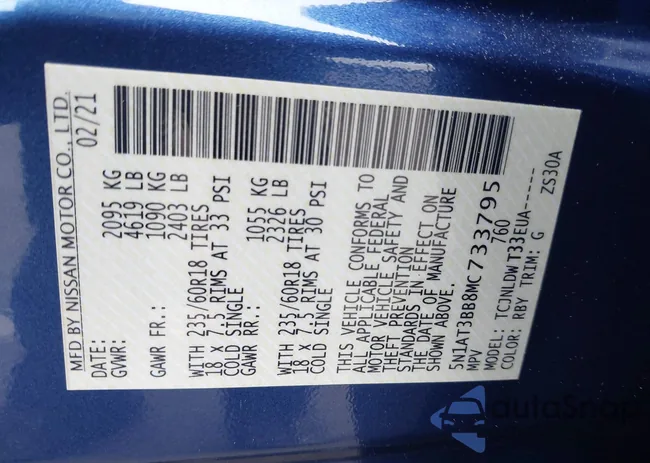 MFD BY NISSAN MOTOR CO., LTD.
DATE: 02/21
GVWR: 2095 KG
4619 LB
GAWR FR.: 1090 KG
2403 LB
WITH 235/60R18 TIRES
18 x 7.5 RIMS AT 33 PSI
COLD SINGLE
GAWR RR.: 1055 KG
2326 LB
WITH 235/60R18 TIRES
18 x 7.5 RIMS AT 30 PSI
COLD SINGLE
THIS VEHICLE CONFORMS TO
ALL APPLICABLE FEDERAL
MOTOR VEHICLE SAFETY AND
THEFT PREVENTION
STANDARDS IN EFFECT ON
THE DATE OF MANUFACTURE
SHOWN ABOVE.
5N1AT3BB8MC733795
MPV 760
MODEL: TCJNLDWT33EUA------
COLOR: RBY TRIM: G ZS30A
autoSnap